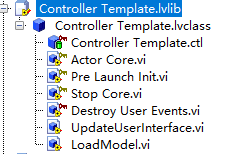 Controller Template.lvlib
Controller Template.lvclass
Controller Template.ctl
Actor Core.vi
Pre Launch Init.vi
Stop Core.vi
Destroy User Events.vi
UpdateUserInterface.vi
LoadModel.vi